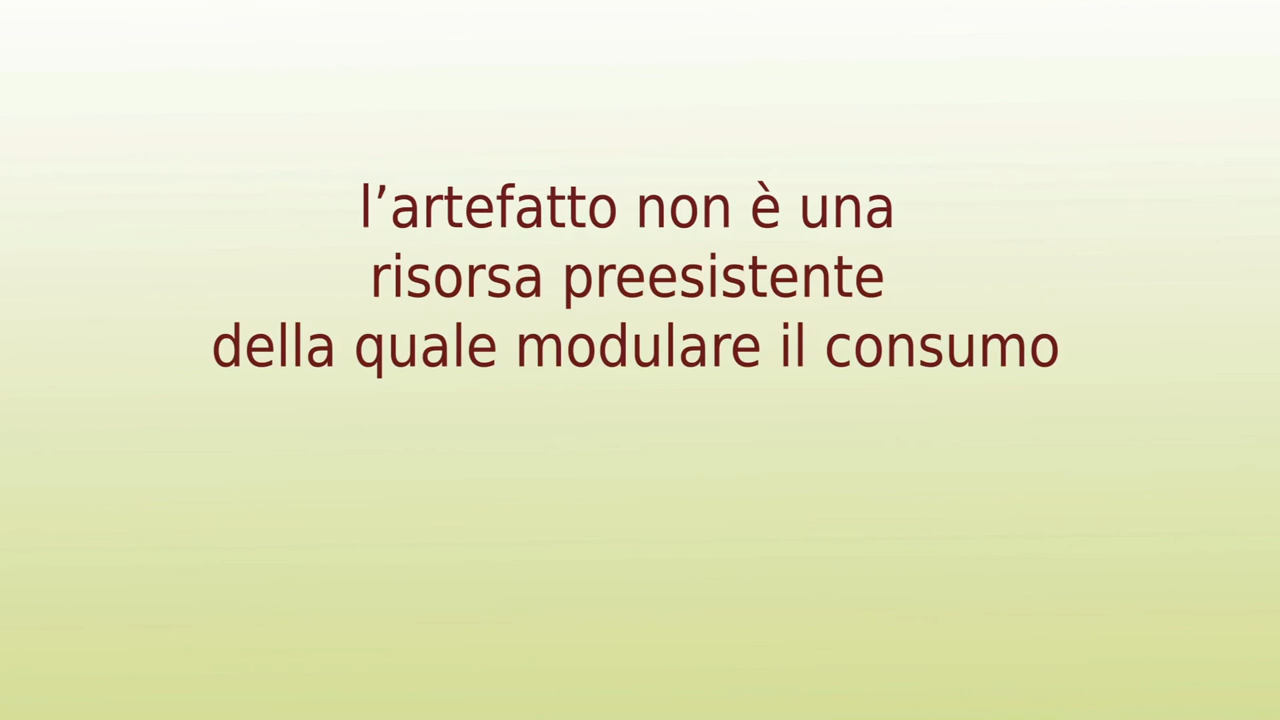 l’artefatto non è una
risorsa preesistente
della quale modulare il consumo